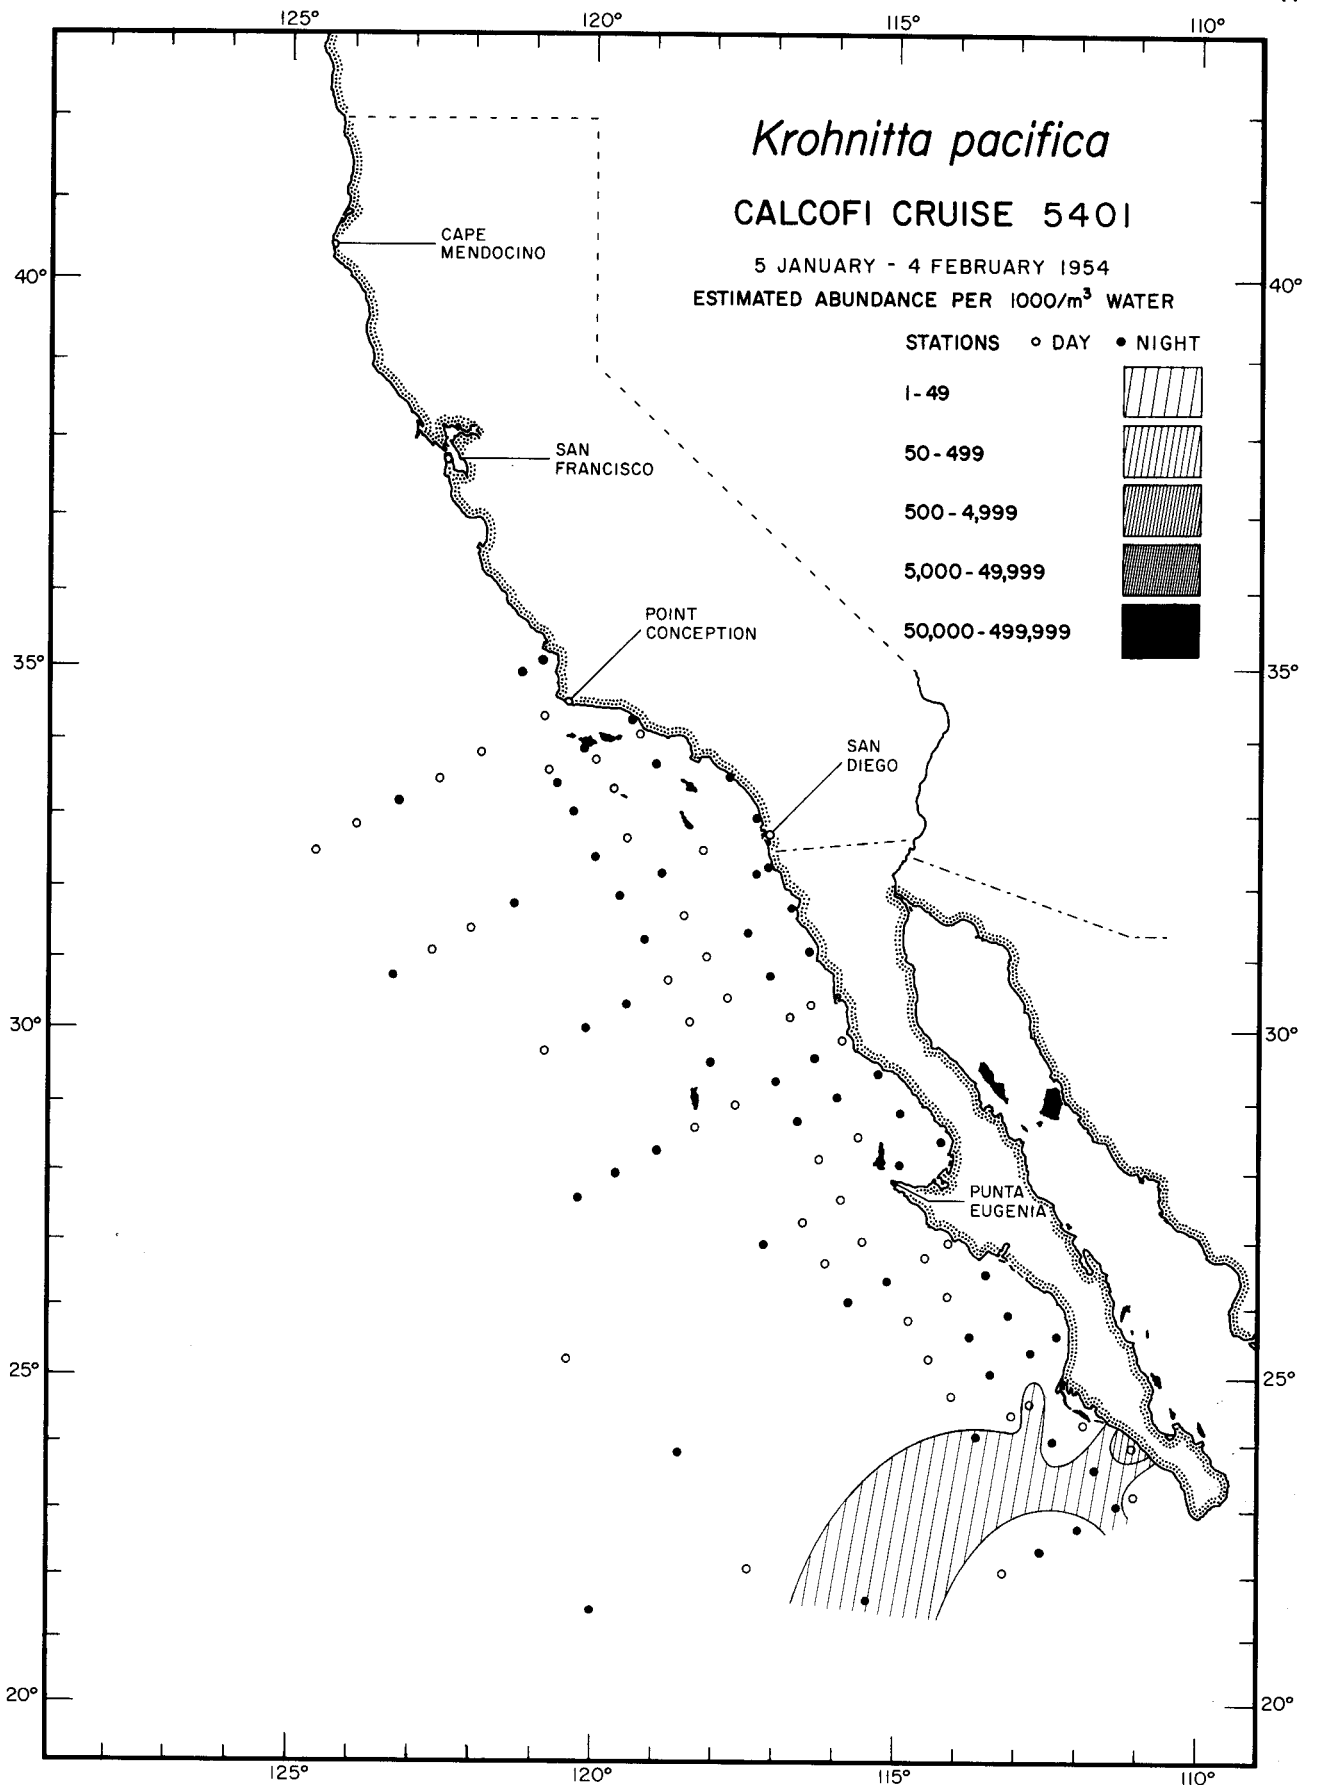 125° 120° 115° 110°
Krohnitta pacifica
CALCOFI CRUISE 5401
5 JANUARY - 4 FEBRUARY 1954
ESTIMATED ABUNDANCE PER 1000/m³ WATER
STATIONS ○ DAY ● NIGHT
1-49
50-499
500-4,999
5,000-49,999
50,000-499,999
CAPE
MENDOCINO
40° 40°
SAN
FRANCISCO
POINT
CONCEPTION
35° 35°
SAN
DIEGO
30° 30°
PUNTA
EUGENIA
25° 25°
20° 20°
125° 120° 115° 110°